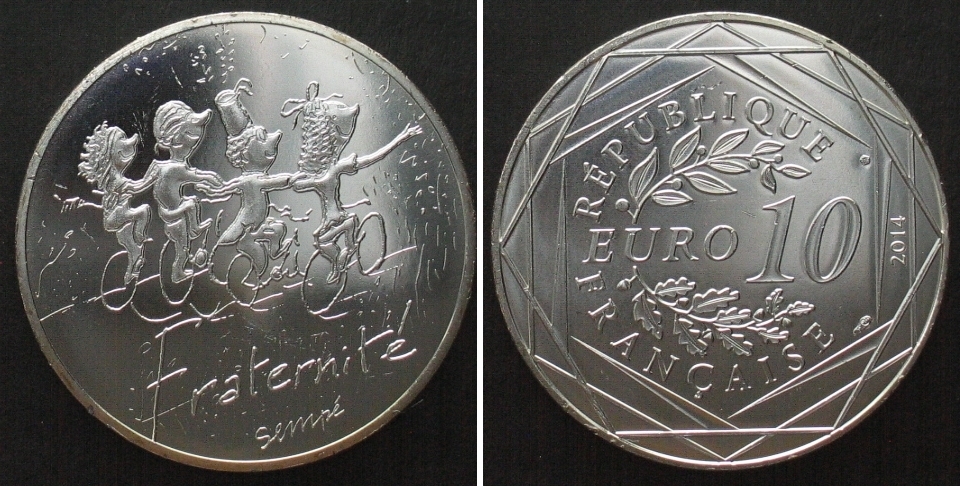 Fraternité
sempé
RÉPUBLIQUE
EURO 10
2014
FRANÇAISE